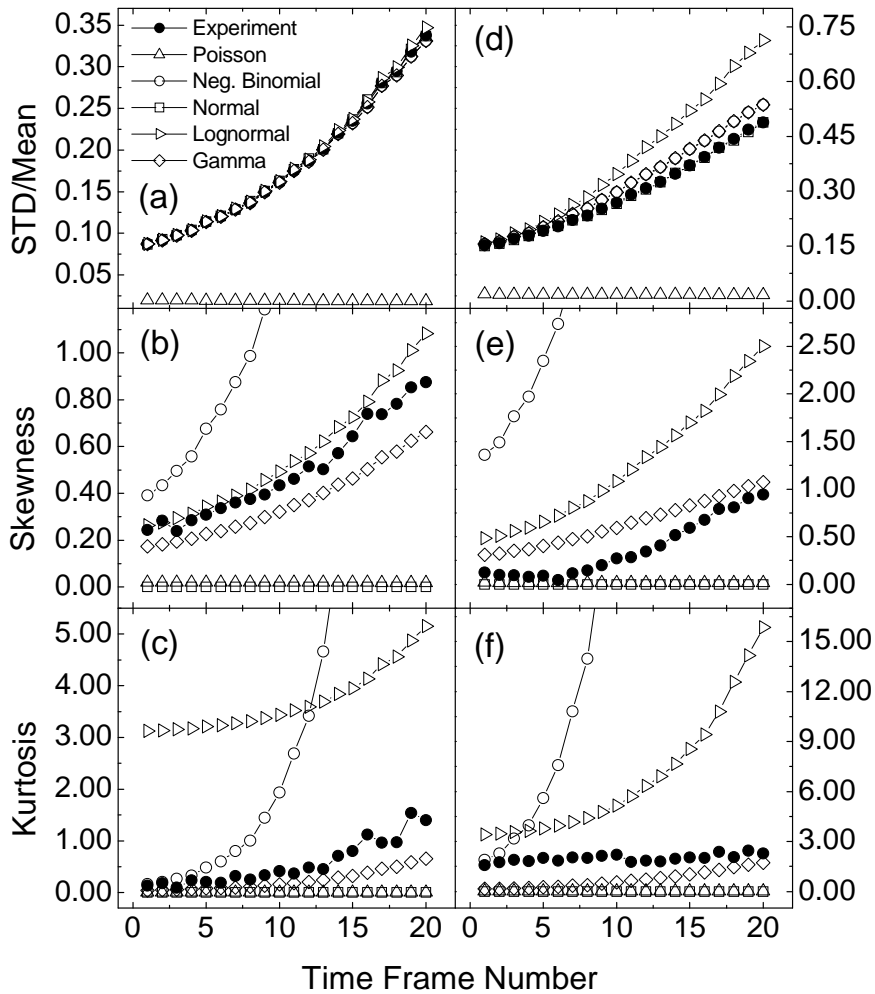 Experiment
Poisson
Neg. Binomial
Normal
Lognormal
Gamma
(a)
STD/Mean
0.35
0.30
0.25
0.20
0.15
0.10
0.05
(d)
0.75
0.60
0.45
0.30
0.15
0.00
(b)
Skewness
1.00
0.80
0.60
0.40
0.20
0.00
(e)
2.50
2.00
1.50
1.00
0.50
0.00
(c)
Kurtosis
5.00
4.00
3.00
2.00
1.00
0.00
(f)
15.00
12.00
9.00
6.00
3.00
0.00
0 5 10 15 20 0 5 10 15 20
Time Frame Number